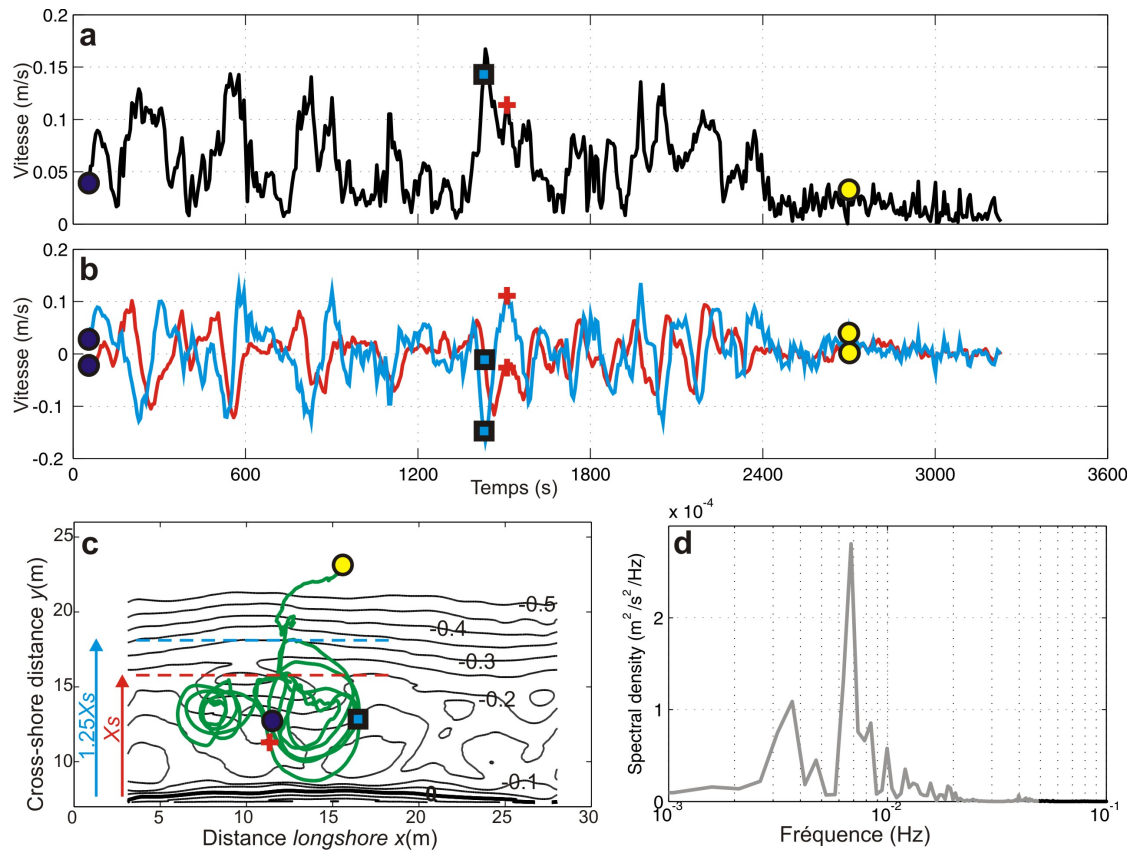 a
Vitesse (m/s)
0.2
0.15
0.1
0.05
0
b
Vitesse (m/s)
0.2
0.1
0
-0.1
-0.2
0 600 1200 1800 2400 3000 3600
Temps (s)
c
Cross-shore distance y(m)
25
20
15
10
-0.5
-0.4
-0.3
-0.2
-0.1
0
1.25Xs
Xs
0 5 10 15 20 25 30
Distance longshore x(m)
x 10⁻⁴
d
Spectral density (m²/s²/Hz)
2
1
0
10⁻³ 10⁻² 10⁻¹
Fréquence (Hz)